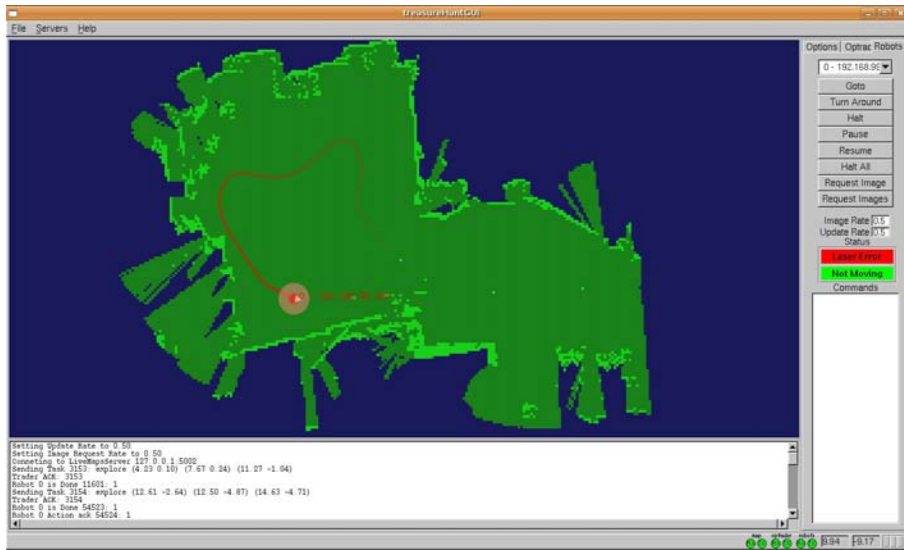 TreasureHuntGUI
File Servers Help
Options Optrac Robots
0 - 192.168.99
Goto
Turn Around
Halt
Pause
Resume
Halt All
Request Image
Request Images
Image Rate 0.5
Update Rate 0.5
Status
Laser Error
Not Moving
Commands
Setting Update Rate to 0.50
Setting Image Request Rate to 0.50
Conneting to LiveMapsServer 127.0.0.1:5002
Sending Task 3153: explore (4.23 0.10) (7.67 0.24) (11.27 -1.04)
Trader ACK: 3153
Robot 0 is Done 11601: 1
Sending Task 3154: explore (12.61 -2.64) (12.50 -4.87) (14.63 -4.71)
Trader ACK: 3154
Robot 0 is Done 54523: 1
Robot 0 Action ack 54524: 1
map robots
9.94 -9.17